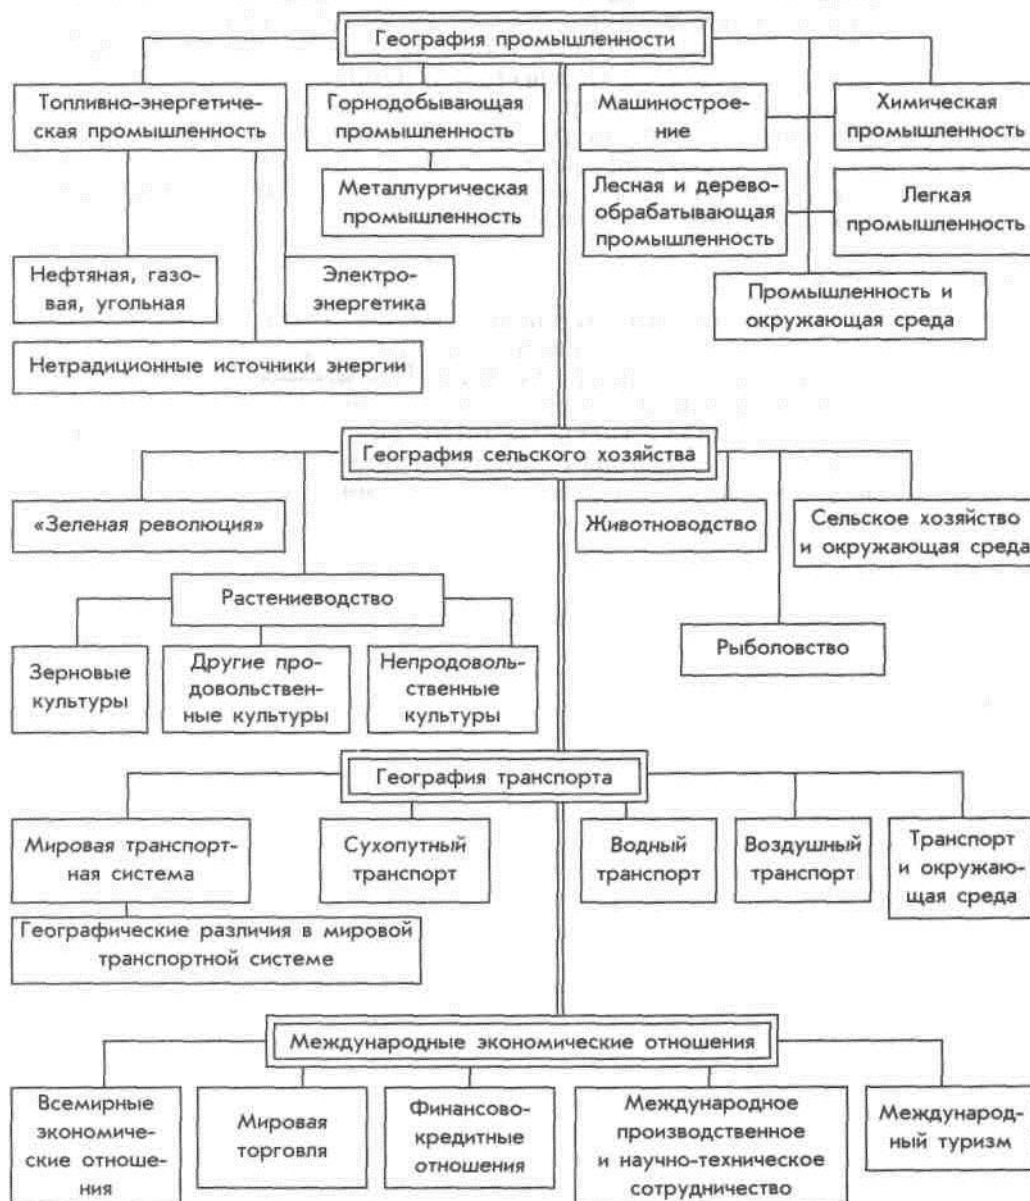 География промышленности
Топливно-энергетиче-
ская промышленность
Горнодобывающая
промышленность
Машинострое-
ние
Химическая
промышленность
Металлургическая
промышленность
Лесная и дерево-
обрабатывающая
промышленность
Легкая
промышленность
Нефтяная, газо-
вая, угольная
Электро-
энергетика
Промышленность и
окружающая среда
Нетрадиционные источники энергии
География сельского хозяйства
«Зеленая революция»
Животноводство
Сельское хозяйство
и окружающая среда
Растениеводство
Рыболовство
Зерновые
культуры
Другие про-
довольствен-
ные культуры
Непродоволь-
ственные
культуры
География транспорта
Мировая транспорт-
ная система
Сухопутный
транспорт
Водный
транспорт
Воздушный
транспорт
Транспорт
и окружаю-
щая среда
Географические различия в мировой
транспортной системе
Международные экономические отношения
Всемирные
экономиче-
ские отноше-
ния
Мировая
торговля
Финансово-
кредитные
отношения
Международное
производственное
и научно-техническое
сотрудничество
Международ-
ный туризм